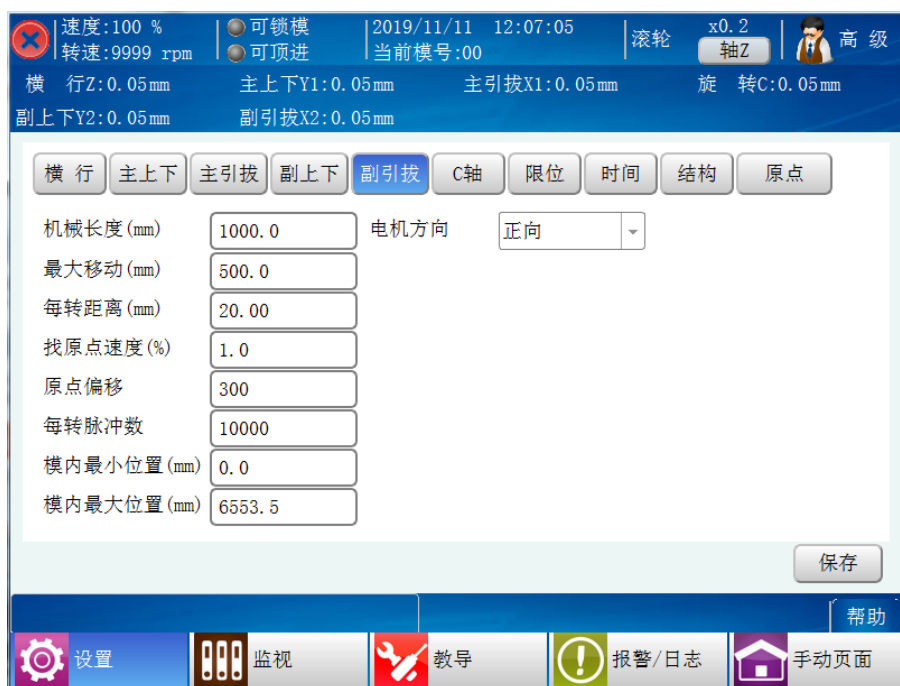 速度:100 % 可锁模 2019/11/11 12:07:05 滚轮 x0.2 高 级
转速:9999 rpm 可顶进 当前模号:00 轴Z
横 行Z:0.05mm 主上下Y1:0.05mm 主引拔X1:0.05mm 旋 转C:0.05mm
副上下Y2:0.05mm 副引拔X2:0.05mm
横 行 主上下 主引拔 副上下 副引拔 C轴 限位 时间 结构 原点
机械长度(mm) 1000.0 电机方向 正向
最大移动(mm) 500.0
每转距离(mm) 20.00
找原点速度(%) 1.0
原点偏移 300
每转脉冲数 10000
模内最小位置(mm) 0.0
模内最大位置(mm) 6553.5
保存
帮助
设置 监视 教导 报警/日志 手动页面